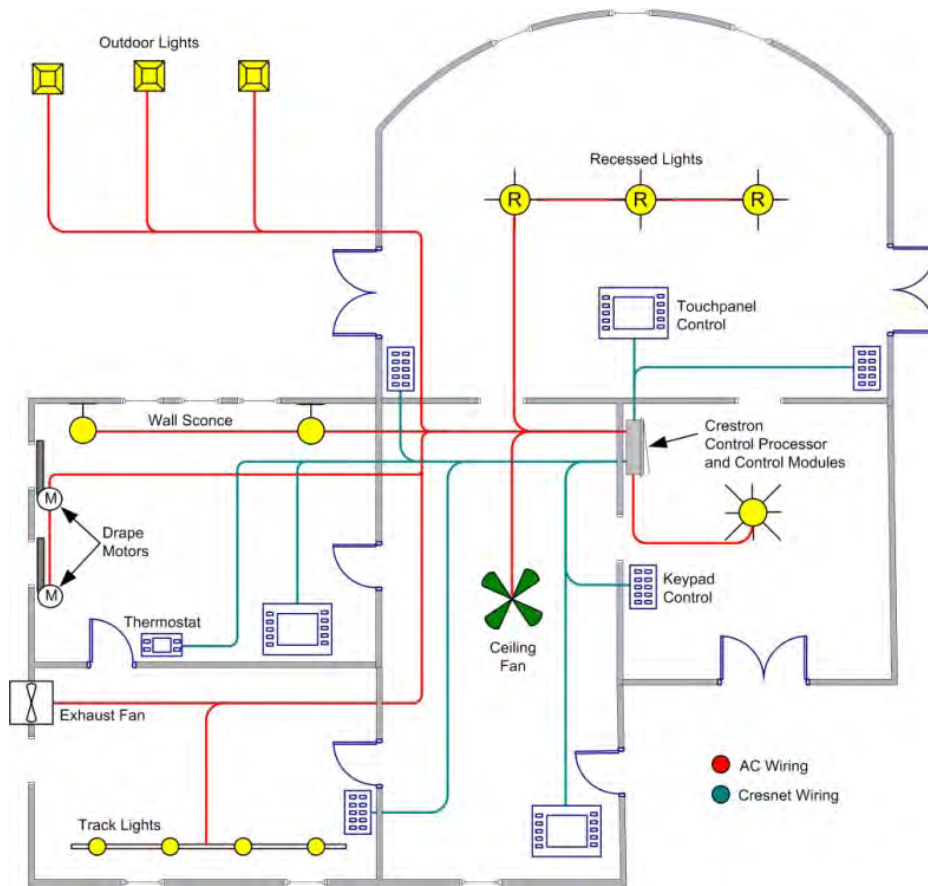 Outdoor Lights
Recessed Lights
R
R
R
Touchpanel
Control
Wall Sconce
Crestron
Control Processor
and Control Modules
M
Drape
Motors
M
Keypad
Control
Thermostat
Ceiling
Fan
Exhaust Fan
AC Wiring
Cresnet Wiring
Track Lights